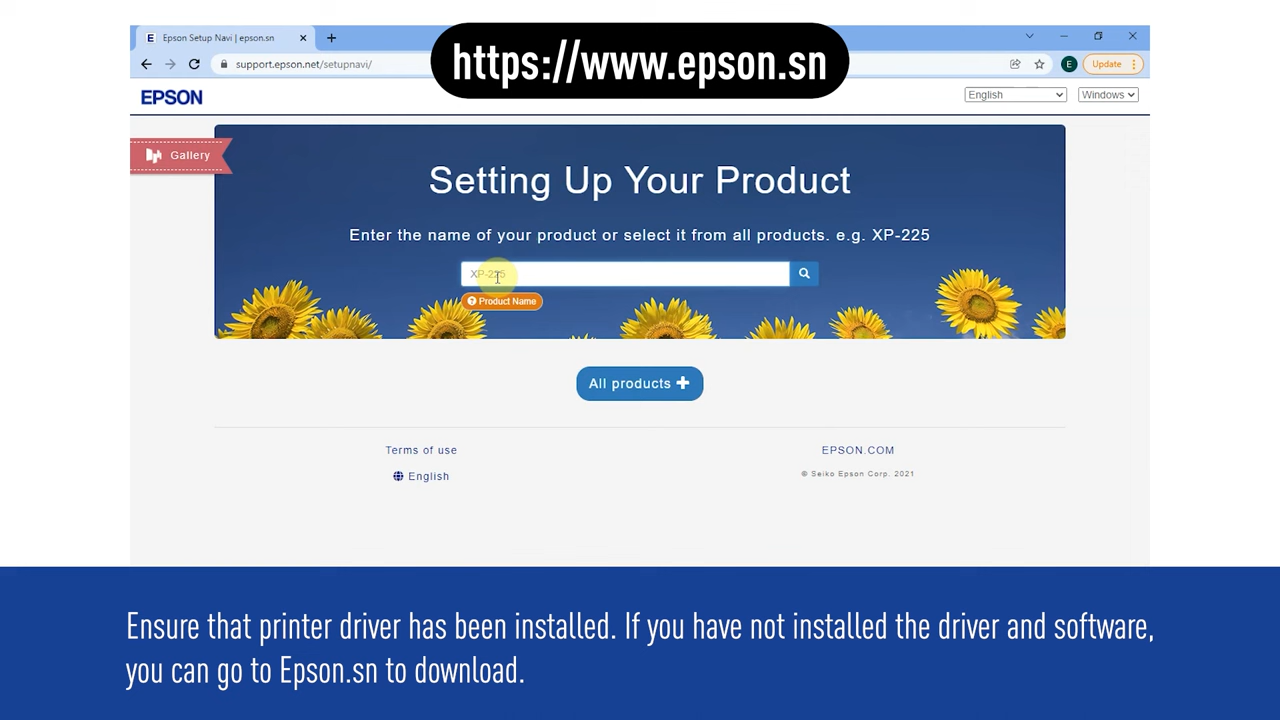 Epson Setup Navi | epson.sn
https://www.epson.sn
support.epson.net/setupnavi/
E
Update
EPSON
English
Windows
Gallery
Setting Up Your Product
Enter the name of your product or select it from all products. e.g. XP-225
XP-225
Product Name
All products
Terms of use
EPSON.COM
English
© Seiko Epson Corp. 2021
Ensure that printer driver has been installed. If you have not installed the driver and software,
you can go to Epson.sn to download.